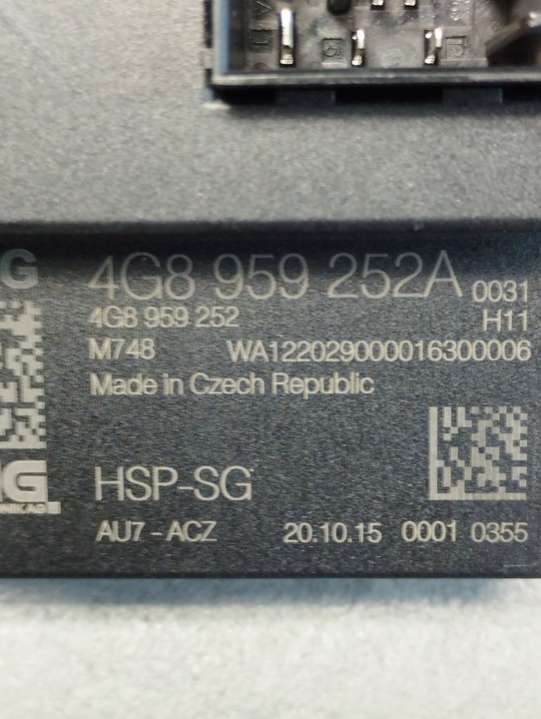 G
4G8 959 252A 0031
4G8 959 252 H11
M748 WA12202900001630006
Made in Czech Republic
HSP-SG
AU7-ACZ 20.10.15 0001 0355